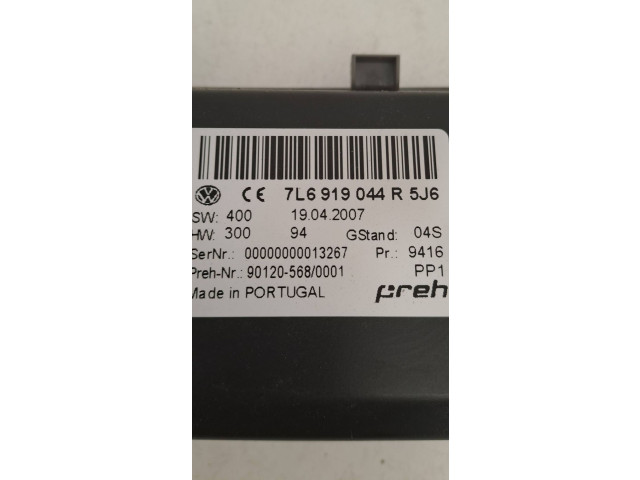 7L6 919 044 R 5J6
SW: 400 19.04.2007
HW: 300 94 GStand: 04S
SerNr.: 00000000013267 Pr.: 9416
Preh-Nr.: 90120-568/0001 PP1
Made in PORTUGAL preh